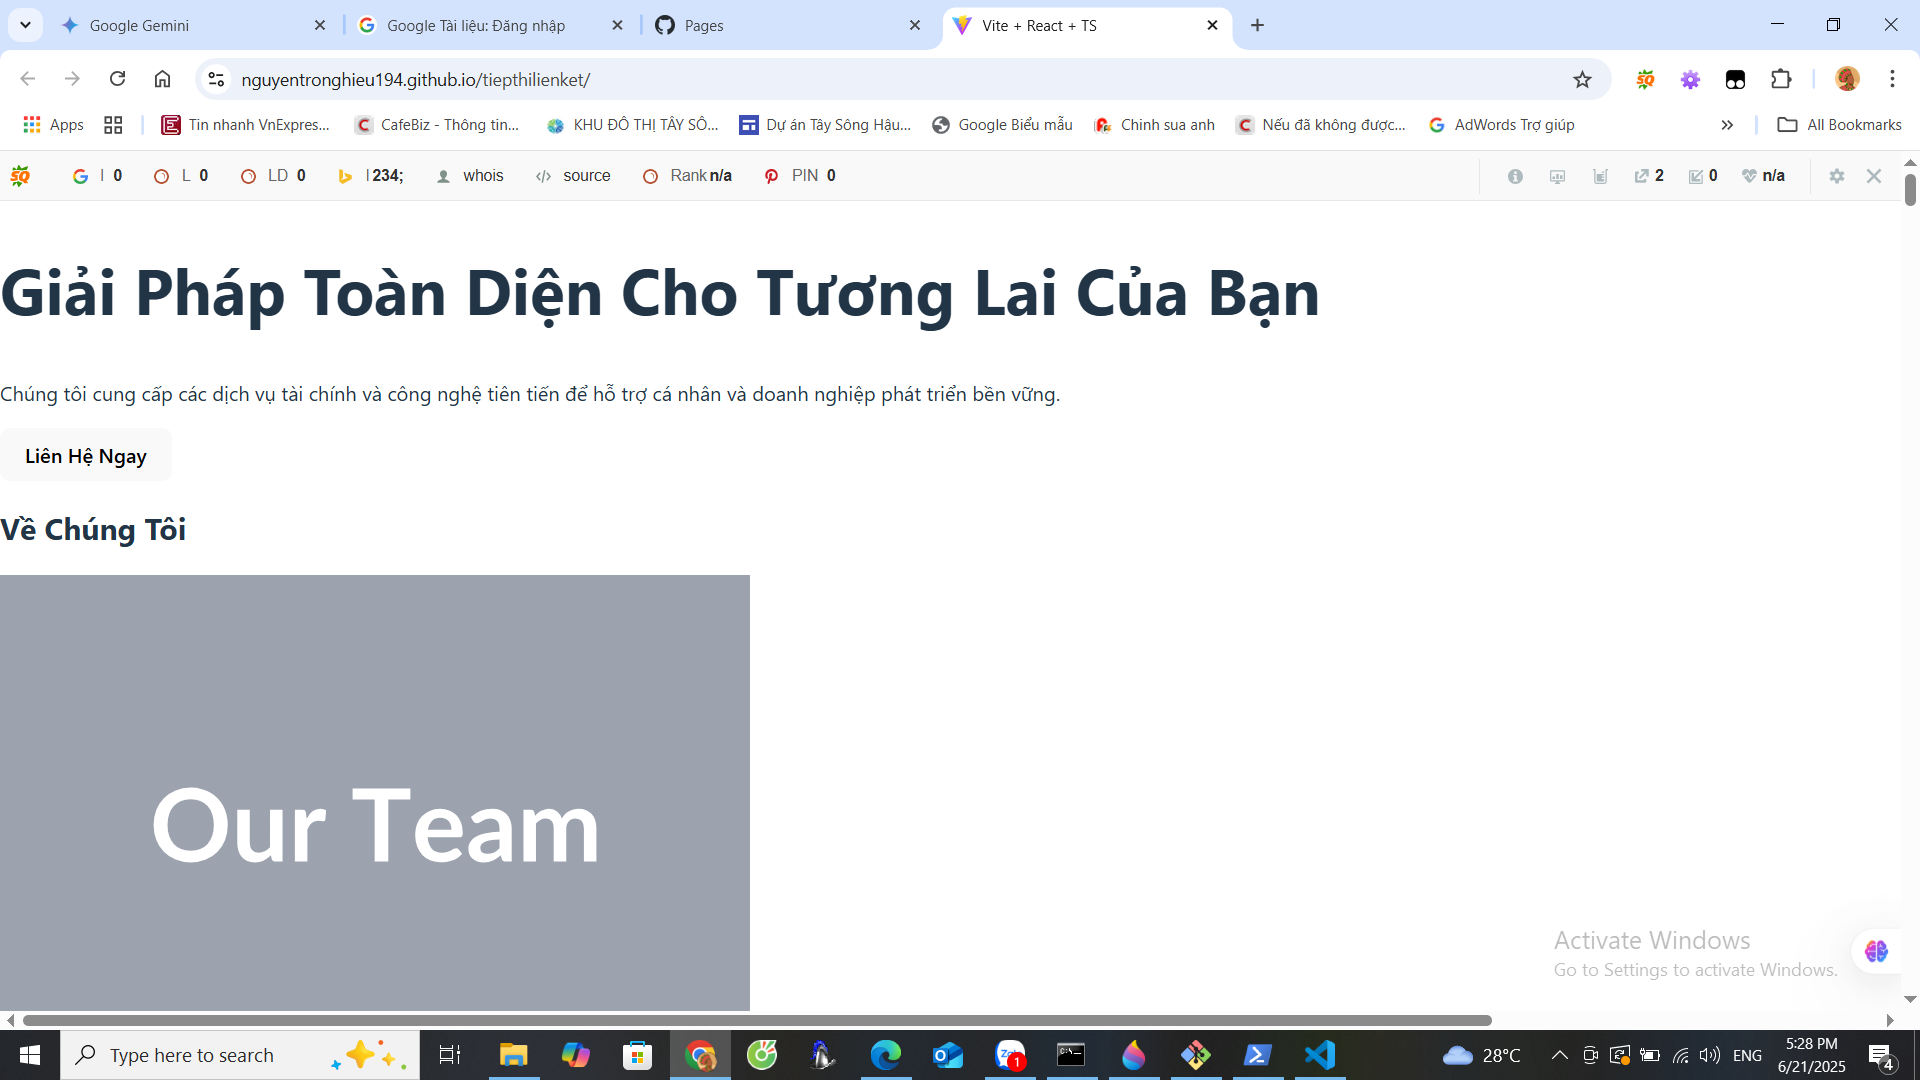 Google Gemini
Google Tài liệu: Đăng nhập
Pages
Vite + React + TS
nguyentronghieu194.github.io/tiepthilienket/
Apps
Tin nhanh VnExpres...
CafeBiz - Thông tin...
KHU ĐÔ THỊ TÂY SÔ...
Dự án Tây Sông Hậu...
Google Biểu mẫu
Chinh sua anh
Nếu đã không được...
AdWords Trợ giúp
All Bookmarks
I 0
L 0
LD 0
I 234;
whois
source
Rank n/a
PIN 0
2
0
n/a
Giải Pháp Toàn Diện Cho Tương Lai Của Bạn
Chúng tôi cung cấp các dịch vụ tài chính và công nghệ tiên tiến để hỗ trợ cá nhân và doanh nghiệp phát triển bền vững.
Liên Hệ Ngay
Về Chúng Tôi
Our Team
Activate Windows
Go to Settings to activate Windows.
Type here to search
1
28°C
ENG
5:28 PM
6/21/2025
4